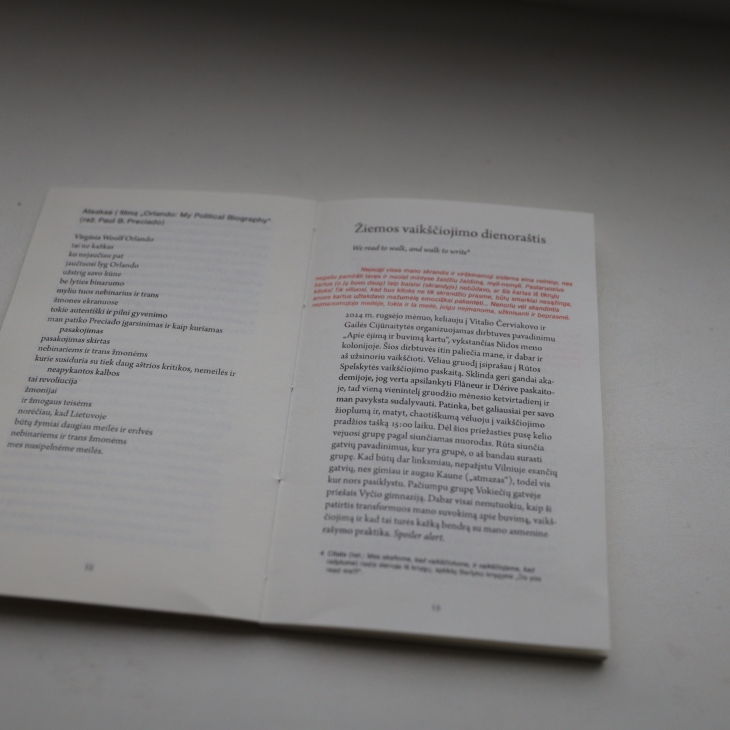 Atsakas į filmą „Orlando: My Political Biography“
(rež. Paul B. Preciado)
Virginia Woolf Orlando
tai ne kažkas
ko nejaučiau pat
jaučiuosi lyg Orlando
užstrig savo kūne
be lyties binarumo
myliu tuos nebinarius ir trans
žmones ekranuose
tokie autentiški ir pilni gyvenimo
man patiko Preciado įgarsinimas ir kaip kuriamas
pasakojimas
pasakojimas skirtas
nebinariems ir trans žmonėms
kurie susiduria su tiek daug aštrios kritikos, nemeilės ir
neapykantos kalbos
tai revoliucija
žmonijai
ir žmogaus teisėms
norėčiau, kad Lietuvoje
būtų žymiai daugiau meilės ir erdvės
nebinariems ir trans žmonėms
mes nusipelnėme meilės.
Žiemos vaikščiojimo dienoraštis
We read to walk, and walk to write*
2024 m. rugsėjo mėnuo, keliauju į Vitalio Červiakovo ir
Gailės Cijūnaitytės organizuojamas dirbtuves pavadinimu
„Apie ėjimą ir buvimą kartu“, vykstančias Nidos meno
kolonijoje. Šios dirbtuvės itin paliečia mane, ir dabar ir
aš užsinoriu vaikščioti. Vėliau gruodį įsiprašau į Rūtos
Spelskytės vaikščiojimo paskaitą. Sklinda geri gandai aka-
demijoje, jog verta apsilankyti Flâneur ir Dérive paskaito-
je, tad vieną vienintelį gruodžio mėnesio ketvirtadienį ir
man pavyksta sudalyvauti. Patinka, bet galiausiai per savo
žioplumą ir, matyt, chaotiškumą vėluoju į vaikščiojimo
pradžios tašką 15:00 laiku. Dėl šios priežasties pusę kelio
vejuosi grupę pagal siunčiamas nuorodas. Rūta siunčia
gatvių pavadinimus, kur yra grupė, o aš bandau surasti
grupę. Kad būtų dar linksmiau, nepažįstu Vilniuje esančių
gatvių, nes gimiau ir augau Kaune („atmazas“), todėl vis
kur nors pasiklystu. Pačiumpu grupę Vokiečių gatvėje
priešais Vyčio gimnaziją. Dabar visai nenutuokiu, kaip ši
patirtis transformuos mano suvokimą apie buvimą, vaikš-
čiojimą ir kad tai turės kažką bendrą su mano asmenine
rašymo praktika. Spoiler alert.